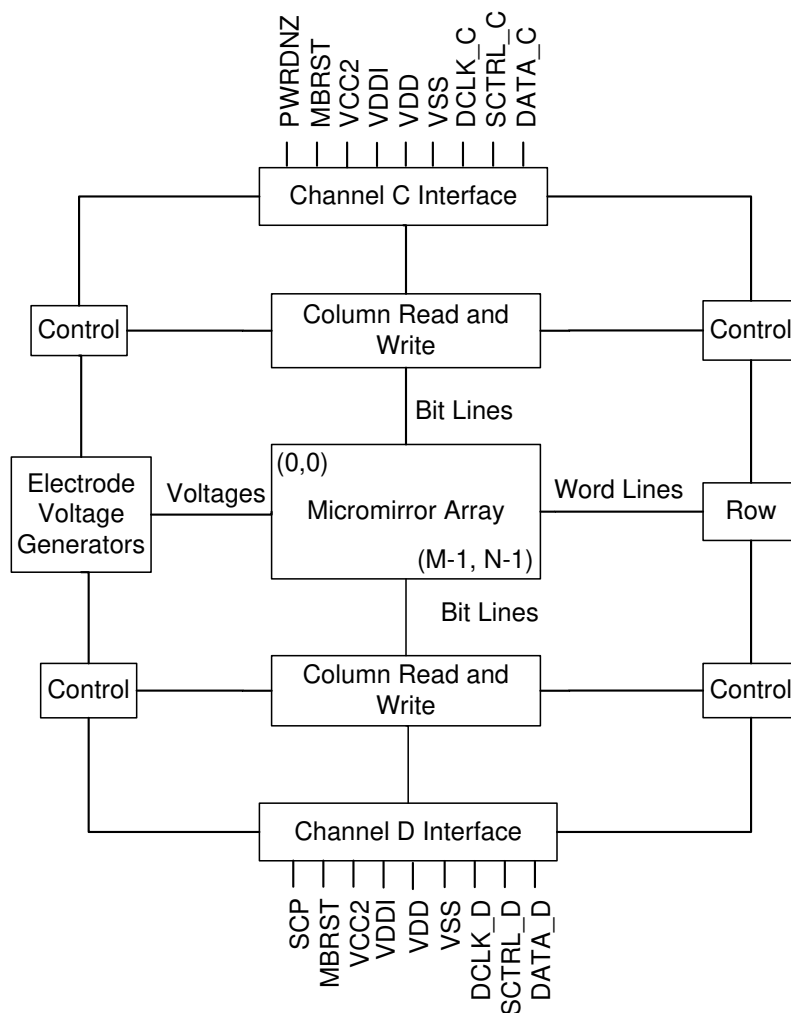 PWRDNZ
MBRST
VCC2
VDDI
VDD
VSS
DCLK_C
SCTRL_C
DATA_C
Channel C Interface
Control
Column Read and
Write
Control
Bit Lines
Electrode
Voltage
Generators
Voltages
(0,0)
Micromirror Array
(M-1, N-1)
Word Lines
Row
Bit Lines
Control
Column Read and
Write
Control
Channel D Interface
SCP
MBRST
VCC2
VDDI
VDD
VSS
DCLK_D
SCTRL_D
DATA_D